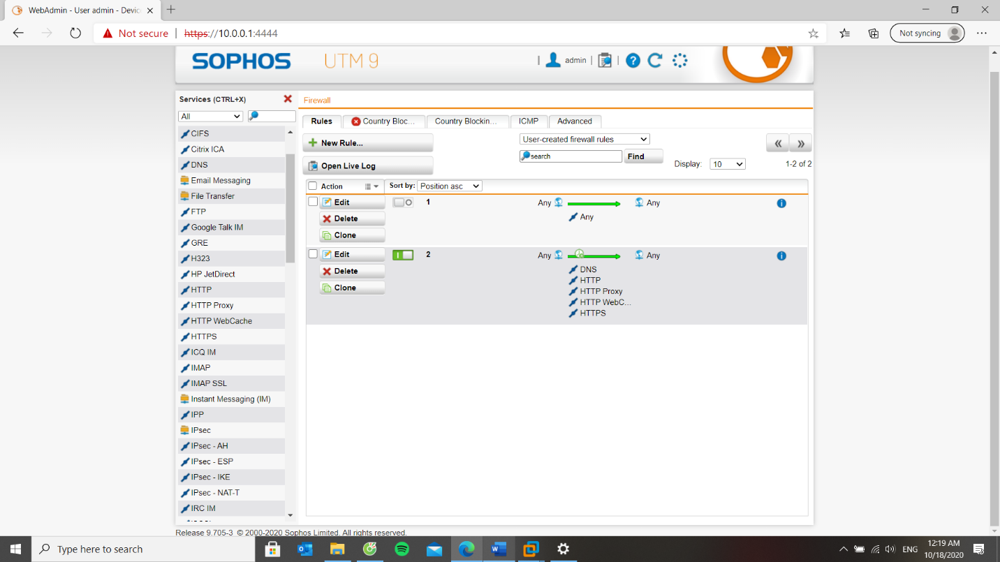 WebAdmin - User admin - Devic
Not secure
https://10.0.0.1:4444
Not syncing
SOPHOS UTM 9
admin
Services (CTRL+X)
All
CIFS
Citrix ICA
DNS
Email Messaging
File Transfer
FTP
Google Talk IM
GRE
H323
HP JetDirect
HTTP
HTTP Proxy
HTTP WebCache
HTTPS
ICQ IM
IMAP
IMAP SSL
Instant Messaging (IM)
IPP
IPsec
IPsec - AH
IPsec - ESP
IPsec - IKE
IPsec - NAT-T
IRC IM
Firewall
Rules
Country Bloc...
Country Blockin...
ICMP
Advanced
New Rule...
User-created firewall rules
search
Find
Open Live Log
Display: 10
1-2 of 2
Action
Sort by: Position asc
Edit
1
Any
Any
Delete
Any
Clone
Edit
2
Any
Any
Delete
DNS
HTTP
Clone
HTTP Proxy
HTTP WebC...
HTTPS
Release 9.705-3 © 2000-2020 Sophos Limited. All rights reserved.
Type here to search
ENG
12:19 AM
10/18/2020